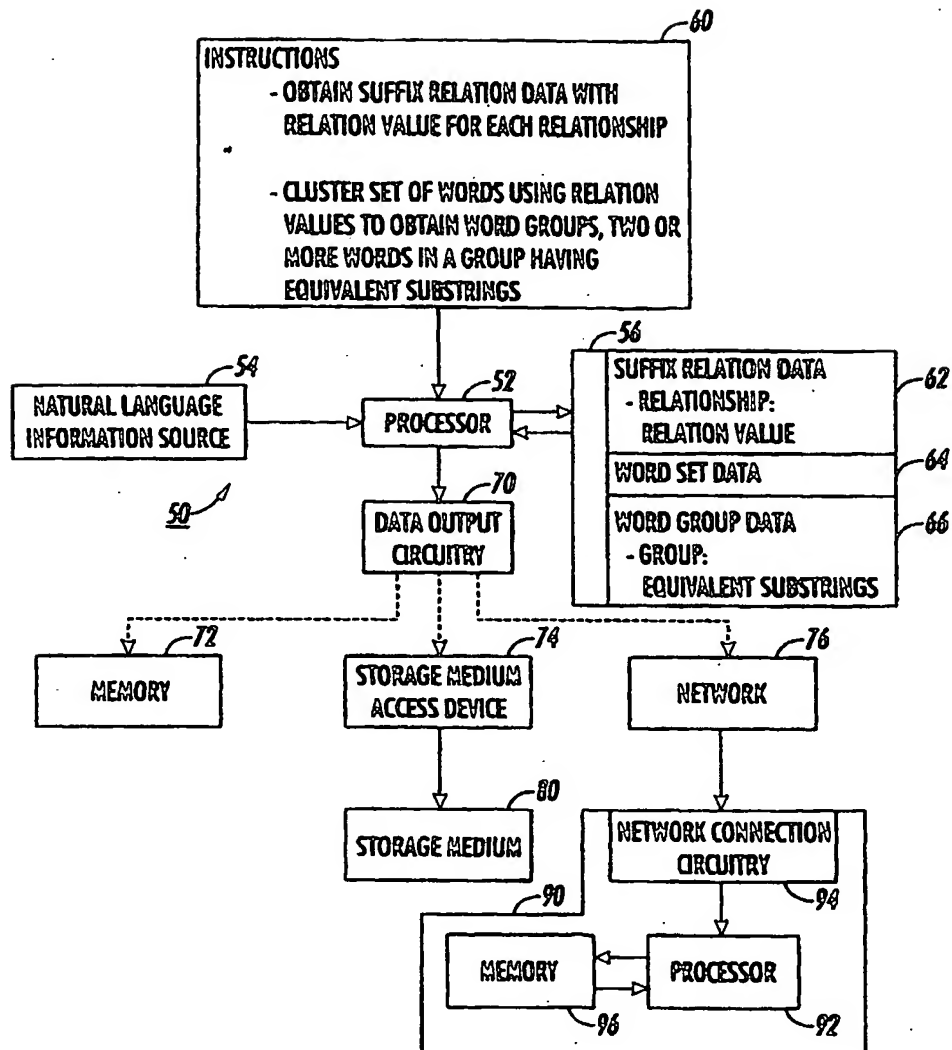 60
INSTRUCTIONS
- OBTAIN SUFFIX RELATION DATA WITH
RELATION VALUE FOR EACH RELATIONSHIP
- CLUSTER SET OF WORDS USING RELATION
VALUES TO OBTAIN WORD GROUPS, TWO OR
MORE WORDS IN A GROUP HAVING
EQUIVALENT SUBSTRINGS
54
NATURAL LANGUAGE
INFORMATION SOURCE
52
PROCESSOR
56
SUFFIX RELATION DATA
- RELATIONSHIP:
RELATION VALUE
62
WORD SET DATA
64
WORD GROUP DATA
- GROUP:
EQUIVALENT SUBSTRINGS
66
50
70
DATA OUTPUT
CIRCUITRY
72
MEMORY
74
STORAGE MEDIUM
ACCESS DEVICE
76
NETWORK
80
STORAGE MEDIUM
NETWORK CONNECTION
CIRCUITRY
94
90
MEMORY
96
PROCESSOR
92